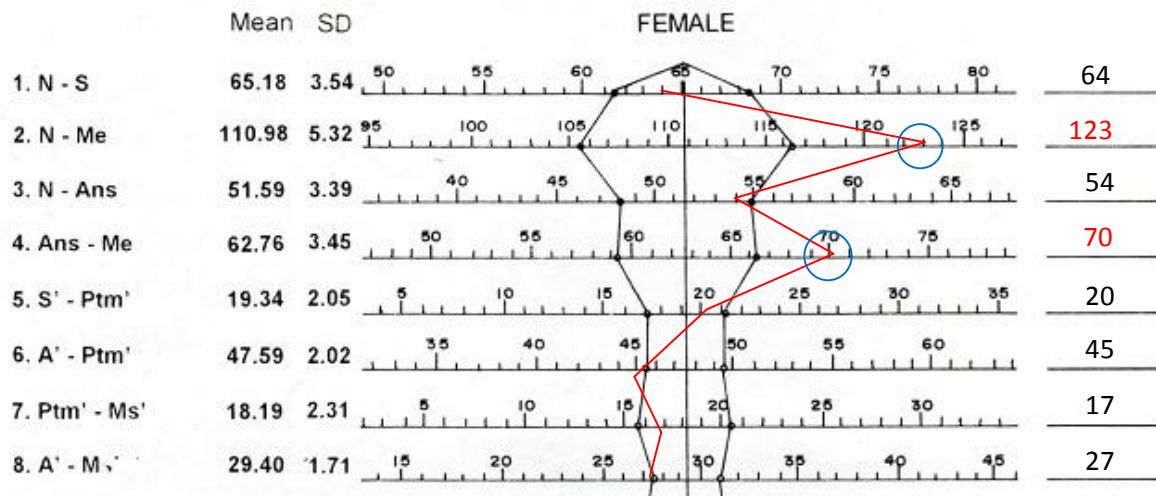 Mean SD FEMALE
1. N - S 65.18 3.54 50 55 60 65 70 75 80 64
2. N - Me 110.98 5.32 95 100 105 110 115 120 125 123
3. N - Ans 51.59 3.39 40 45 50 55 60 65 54
4. Ans - Me 62.76 3.45 50 55 60 65 70 75 70
5. S' - Ptm' 19.34 2.05 5 10 15 20 25 30 35 20
6. A' - Ptm' 47.59 2.02 35 40 45 50 55 60 45
7. Ptm' - Ms' 18.19 2.31 5 10 15 20 25 30 17
8. A' - Ms' 29.40 1.71 15 20 25 30 35 40 45 27